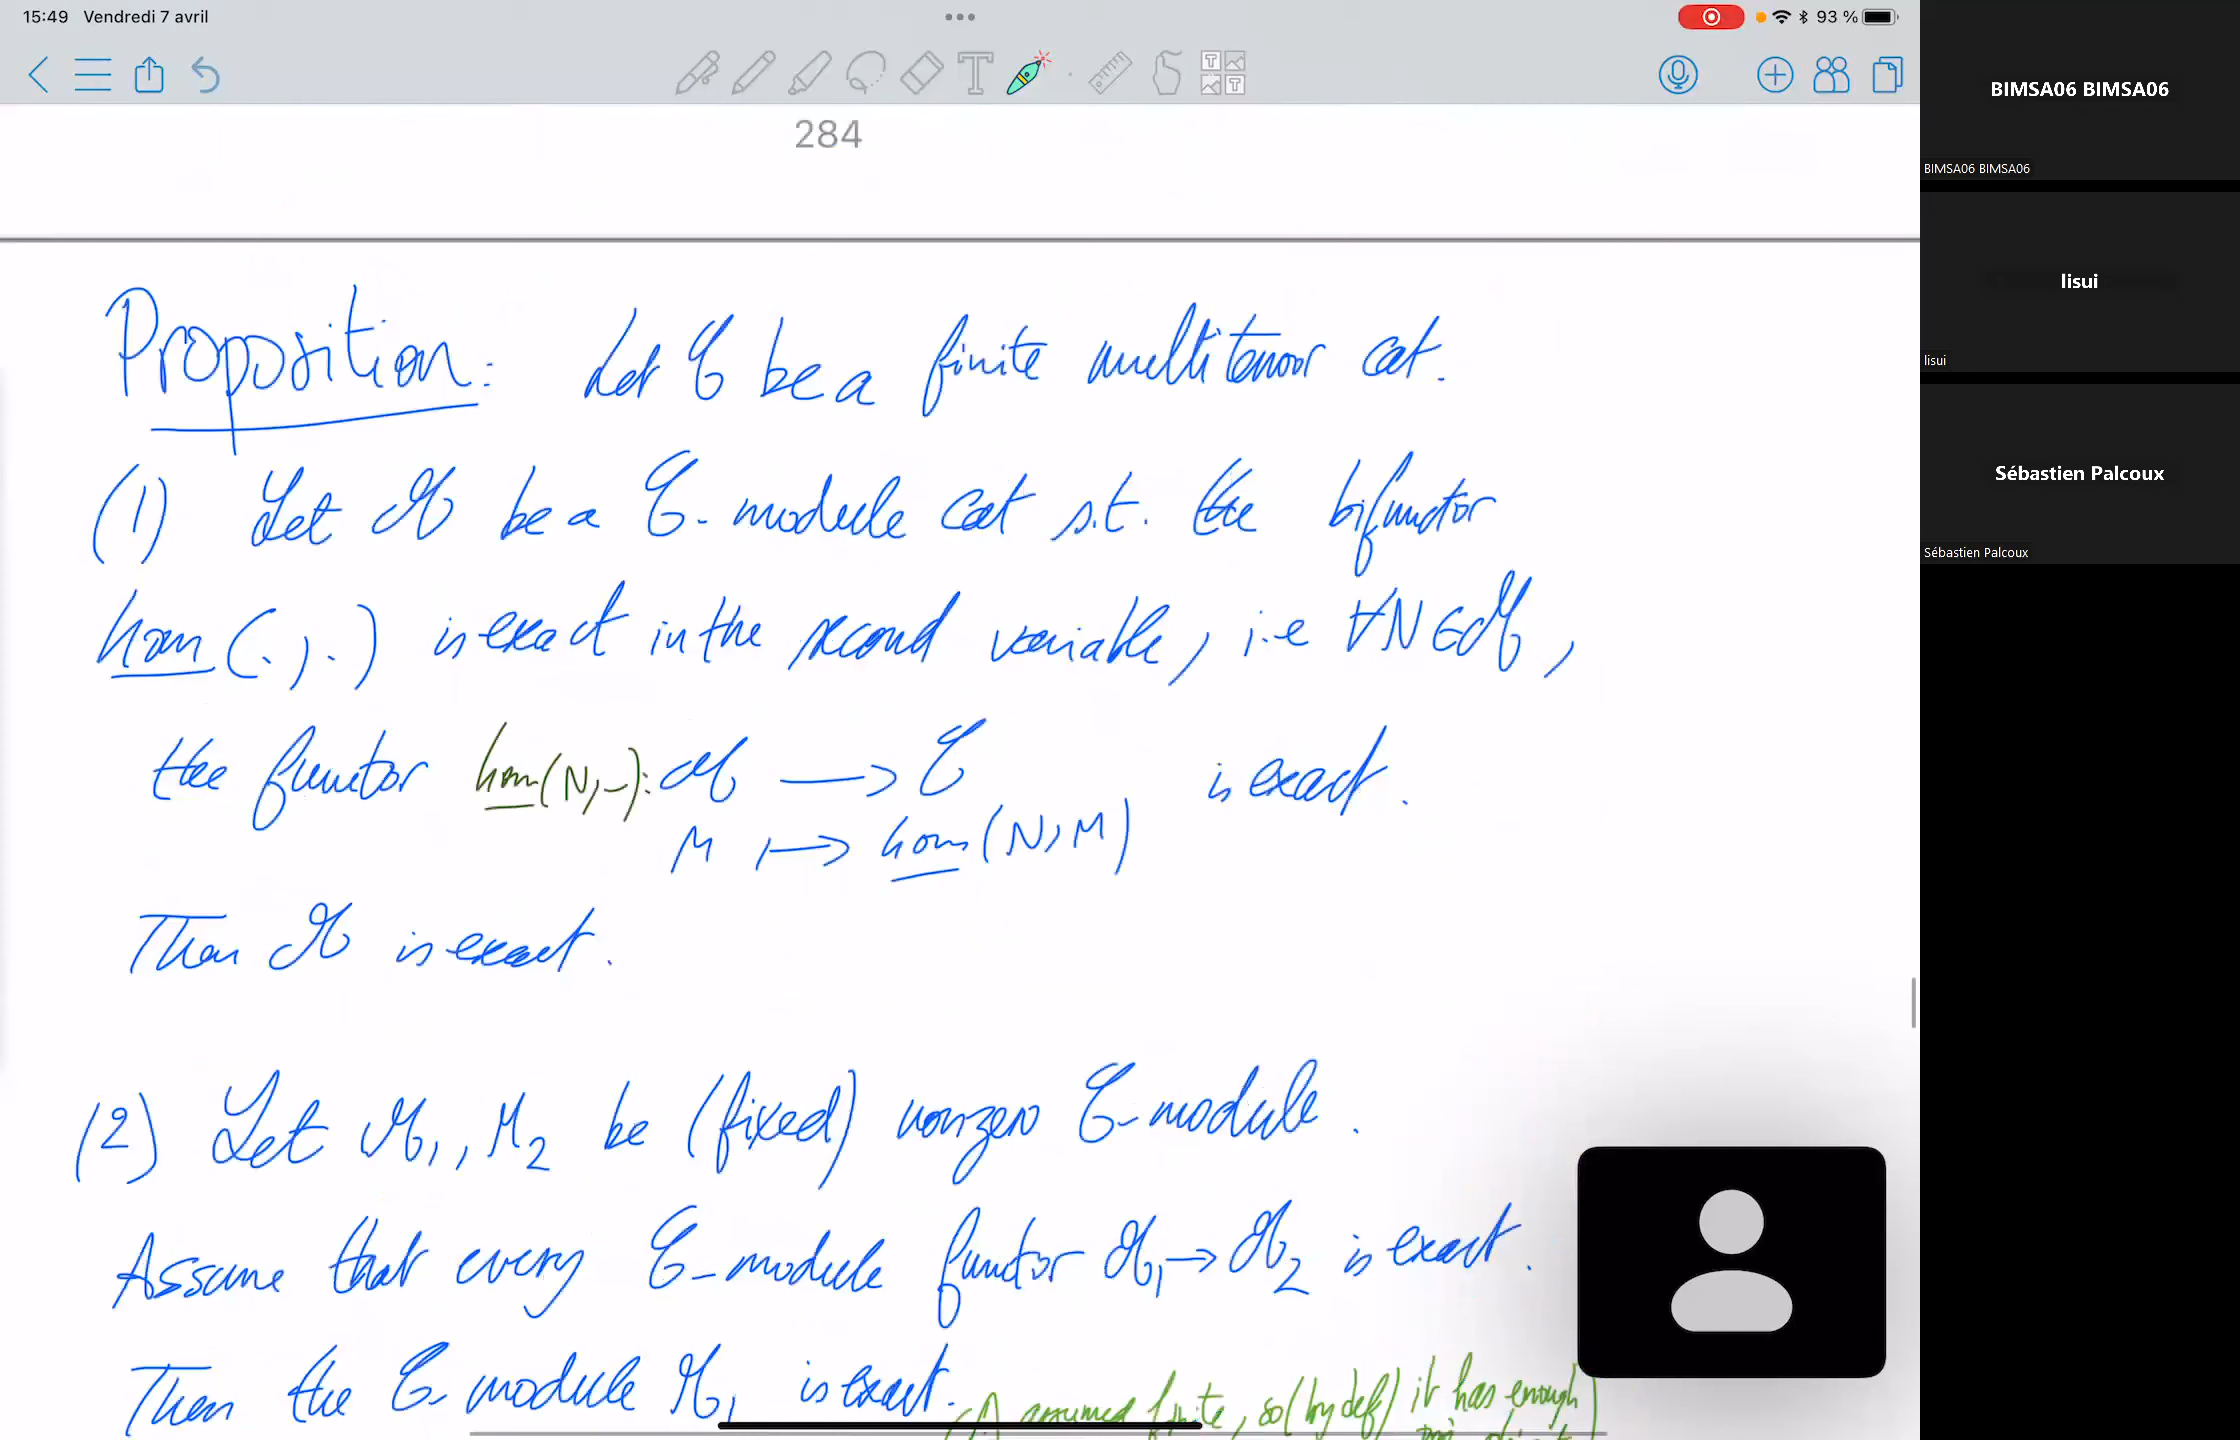 15:49 Vendredi 7 avril
93 %
284
Proposition: Let 𝒞 be a finite multitensor cat.
(1) Let ℳ be a 𝒞-module cat s.t. the bifunctor
hom(.,.) is exact in the second variable, i.e ∀N∈ℳ,
the functor hom(N,-): ℳ → 𝒞 is exact.
M ↦ hom(N,M)
Then ℳ is exact.
(2) Let ℳ₁, ℳ₂ be (fixed) nonzero 𝒞-module.
Assume that every 𝒞-module functor ℳ₁→ℳ₂ is exact.
Then the 𝒞-module ℳ₁ is exact.
assumed finite, so (by def) it has enough
BIMSA06 BIMSA06
BIMSA06 BIMSA06
lisui
lisui
Sébastien Palcoux
Sébastien Palcoux